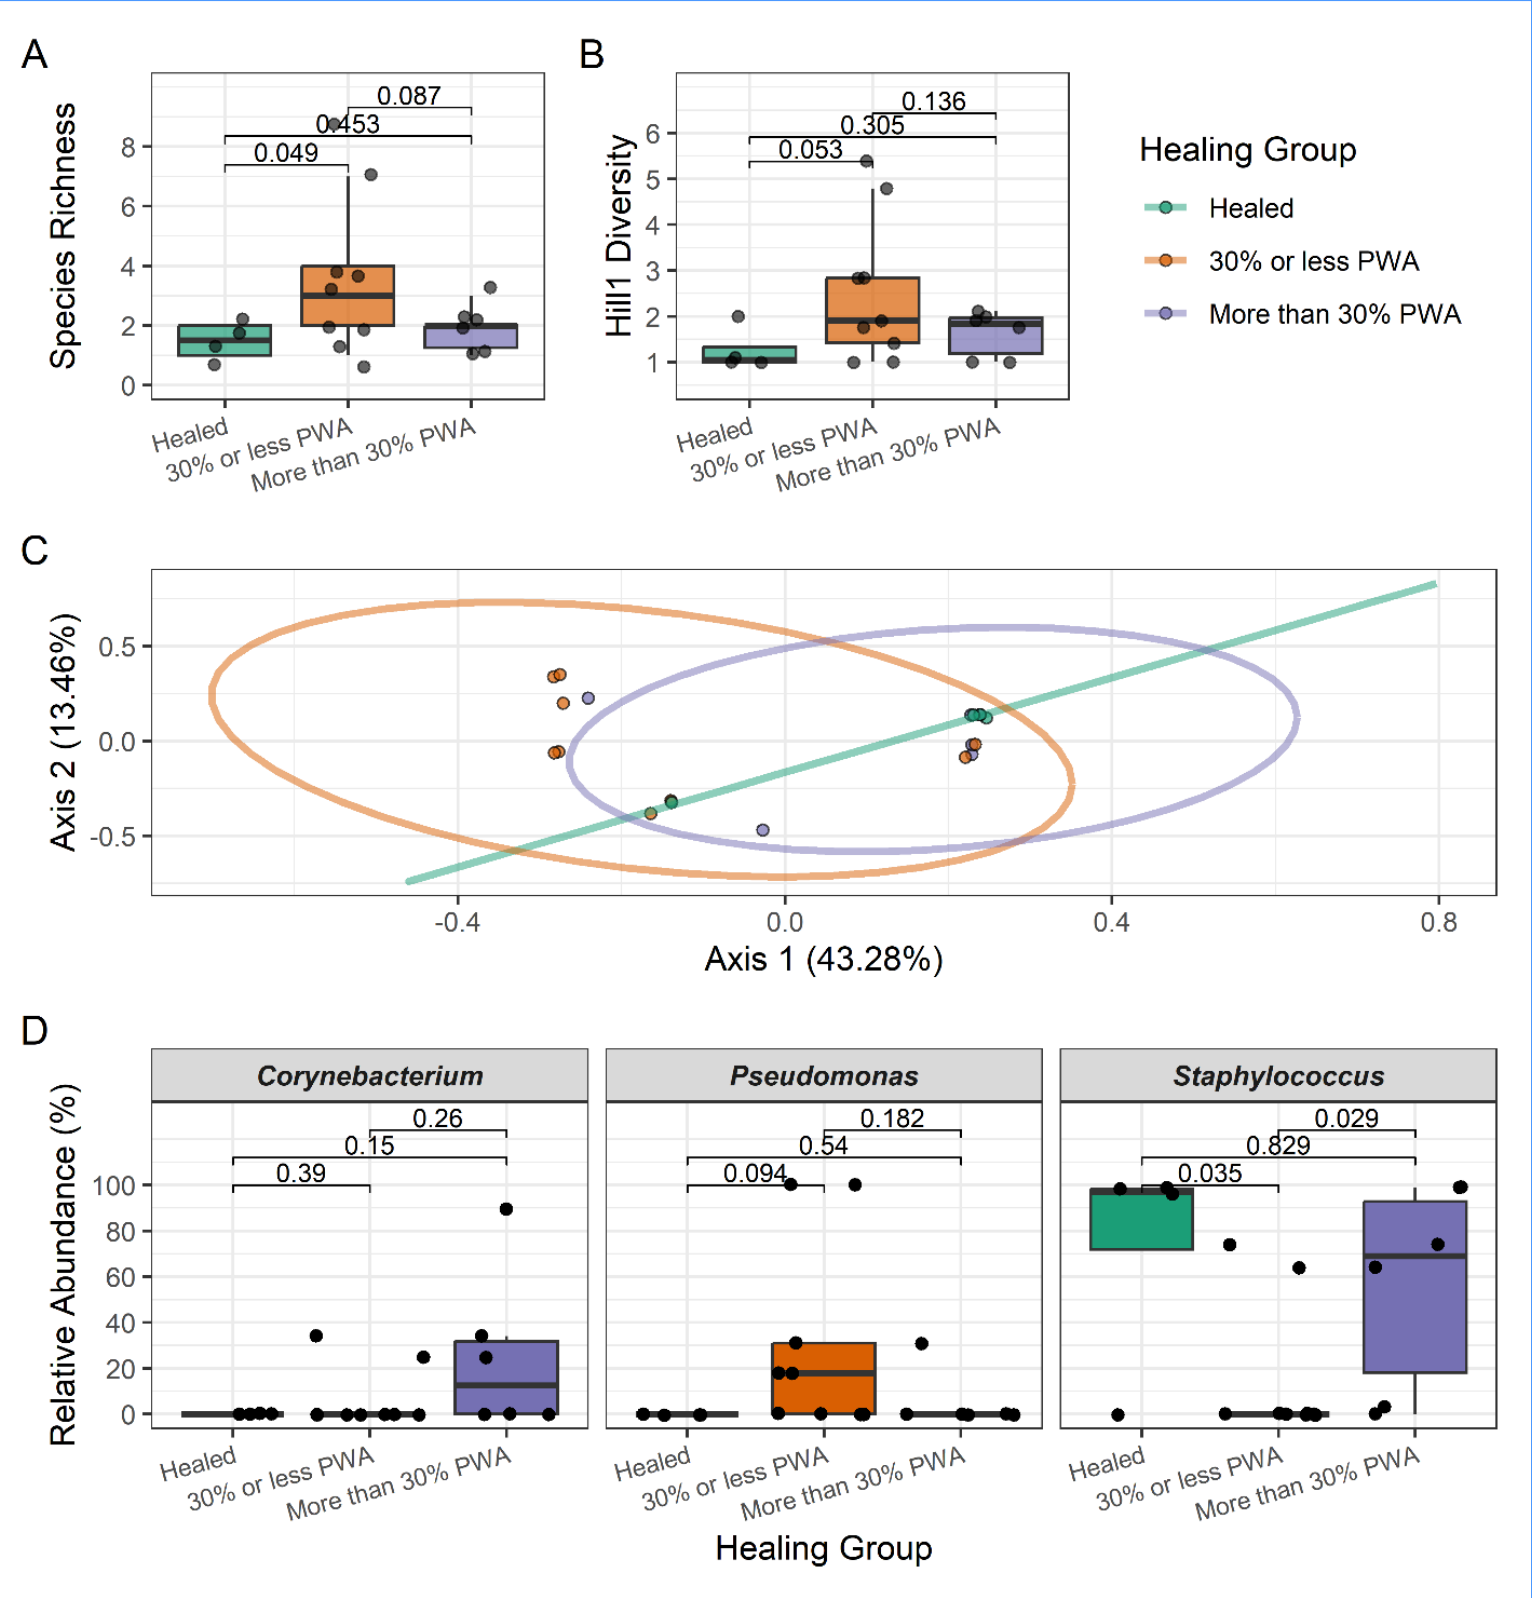 A
B
Species Richness
8
6
4
2
0
0.087
0.453
0.049
Healed
30% or less PWA
More than 30% PWA
Hill1 Diversity
6
5
4
3
2
1
0.136
0.305
0.053
Healed
30% or less PWA
More than 30% PWA
Healing Group
Healed
30% or less PWA
More than 30% PWA
C
Axis 2 (13.46%)
0.5
0.0
-0.5
-0.4
0.0
0.4
0.8
Axis 1 (43.28%)
D
Relative Abundance (%)
100
80
60
40
20
0
Corynebacterium
0.26
0.15
0.39
Healed
30% or less PWA
More than 30% PWA
Pseudomonas
0.182
0.54
0.094
Healed
30% or less PWA
More than 30% PWA
Staphylococcus
0.029
0.829
0.035
Healed
30% or less PWA
More than 30% PWA
Healing Group